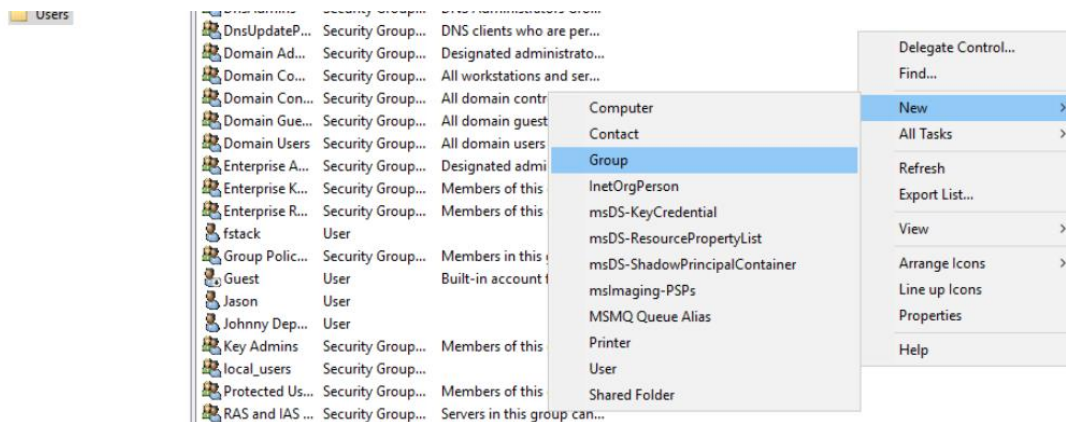 Users
DnsUpdateP... Security Group... DNS clients who are per...
Domain Ad... Security Group... Designated administrato...
Domain Co... Security Group... All workstations and ser...
Domain Con... Security Group... All domain contr
Domain Gue... Security Group... All domain guest
Domain Users Security Group... All domain users
Enterprise A... Security Group... Designated admi
Enterprise K... Security Group... Members of this
Enterprise R... Security Group... Members of this
fstack User
Group Polic... Security Group... Members in this
Guest User Built-in account
Jason User
Johnny Dep... User
Key Admins Security Group... Members of this
local_users Security Group...
Protected Us... Security Group... Members of this
RAS and IAS ... Security Group... Servers in this group can...
Computer
Contact
Group
InetOrgPerson
msDS-KeyCredential
msDS-ResourcePropertyList
msDS-ShadowPrincipalContainer
msImaging-PSPs
MSMQ Queue Alias
Printer
User
Shared Folder
Delegate Control...
Find...
New
All Tasks
Refresh
Export List...
View
Arrange Icons
Line up Icons
Properties
Help